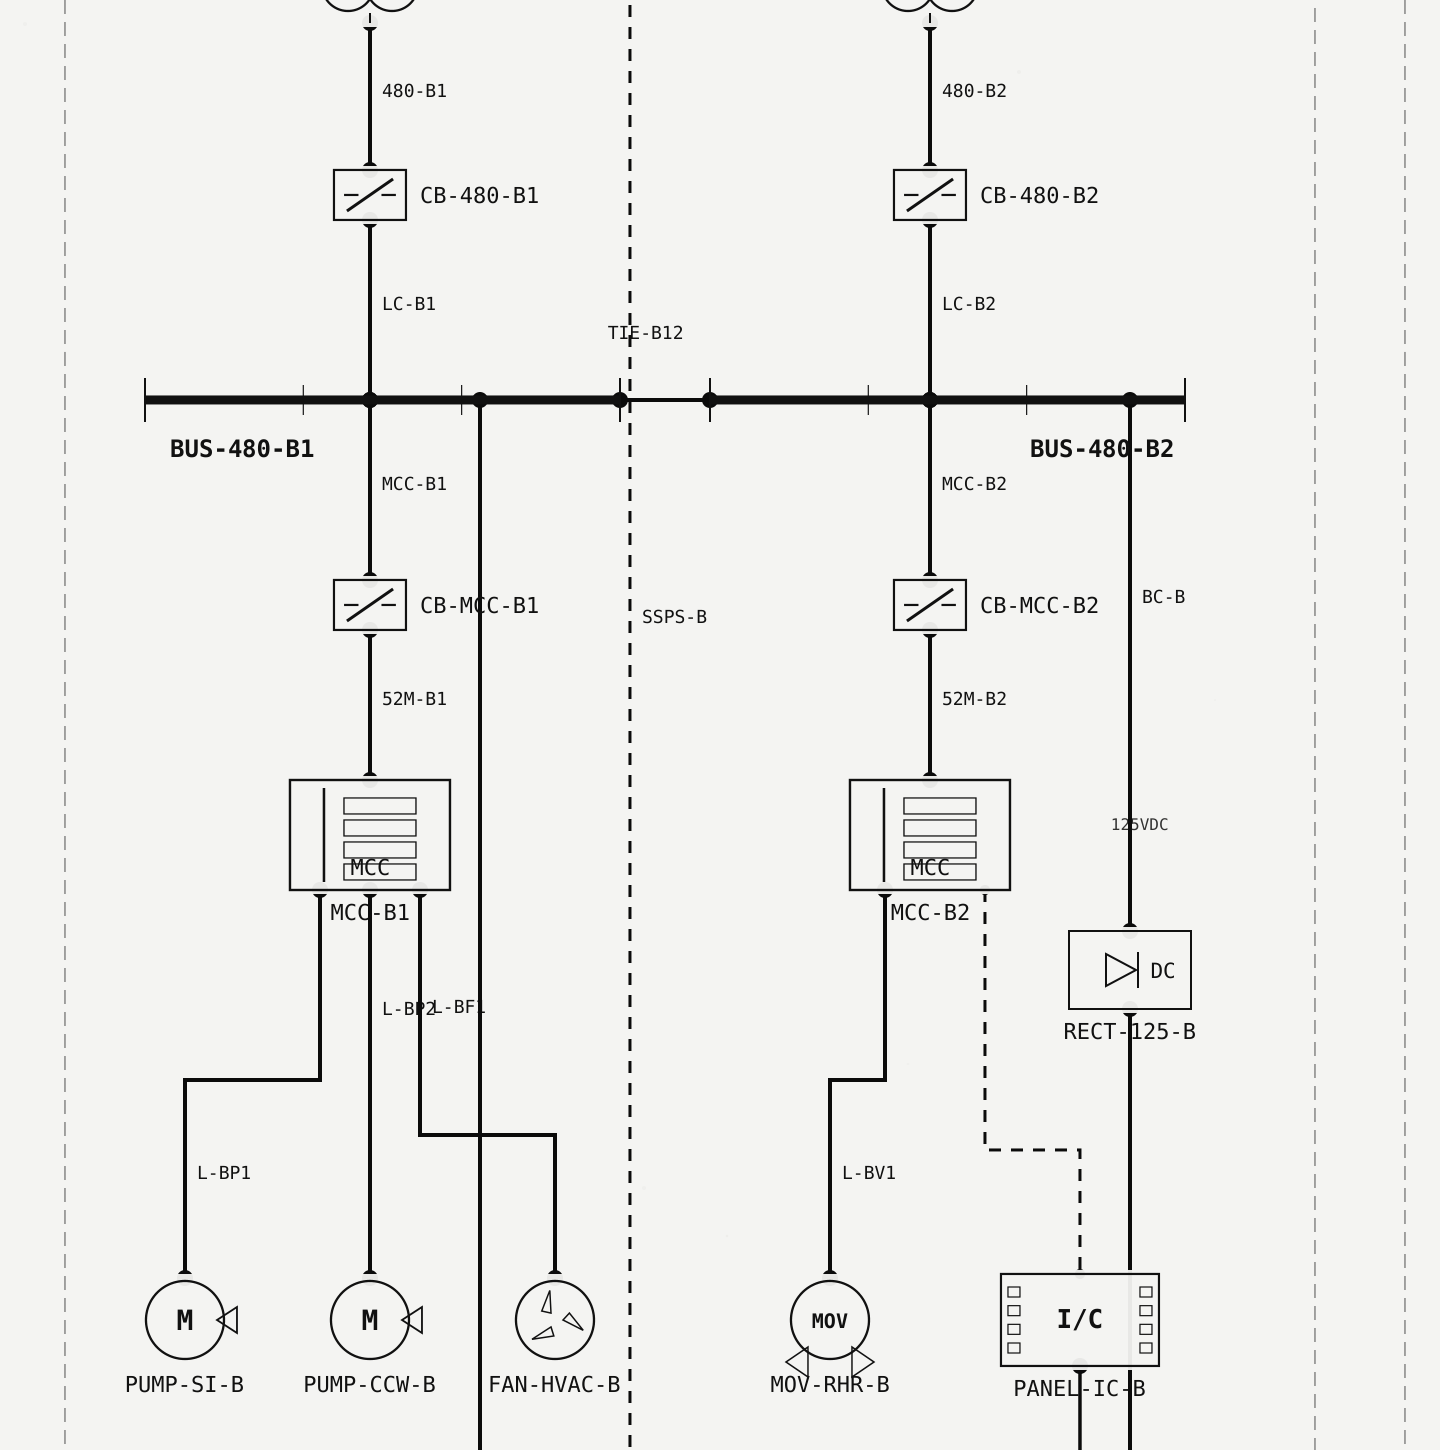 480-B1
480-B2
CB-480-B1
CB-480-B2
LC-B1
LC-B2
TIE-B12
BUS-480-B1
BUS-480-B2
MCC-B1
MCC-B2
CB-MCC-B1
CB-MCC-B2
BC-B
SSPS-B
52M-B1
52M-B2
125VDC
MCC
MCC
MCC-B1
MCC-B2
DC
RECT-125-B
L-BP2
L-BF1
L-BP1
L-BV1
M
M
MOV
I/C
PUMP-SI-B
PUMP-CCW-B
FAN-HVAC-B
MOV-RHR-B
PANEL-IC-B